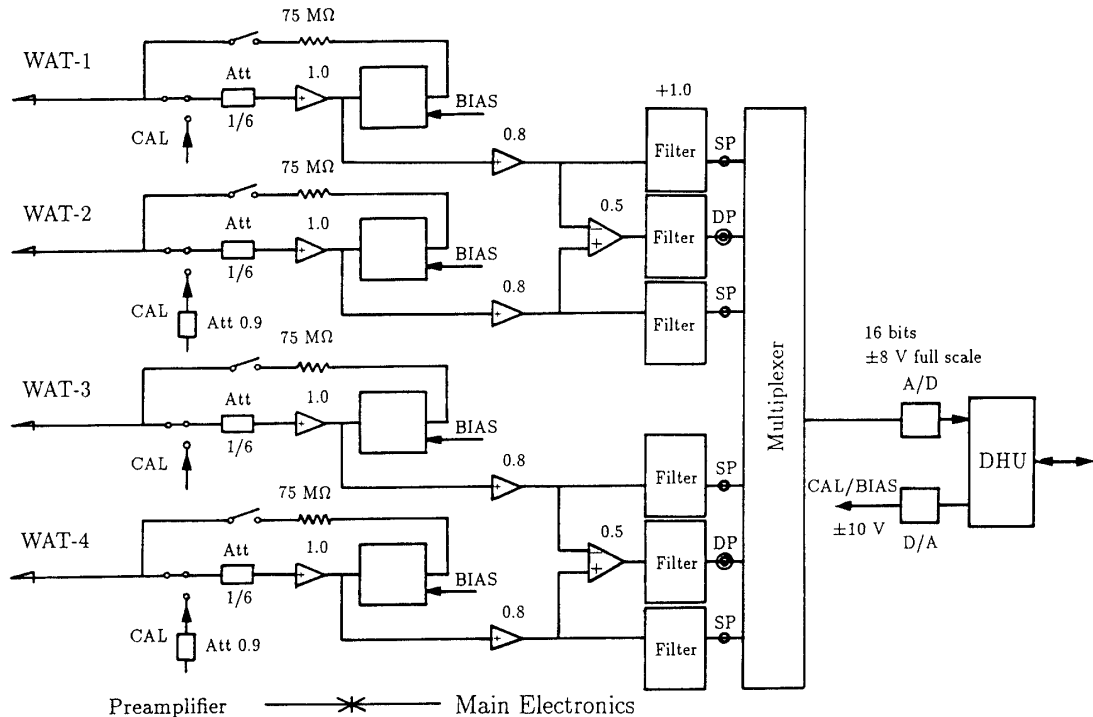 75 MΩ
WAT-1
Att
1.0
1/6
CAL
BIAS
0.8
+1.0
Filter
SP
75 MΩ
WAT-2
Att
1.0
1/6
CAL
Att 0.9
BIAS
0.5
− +
Filter
DP
0.8
Filter
SP
75 MΩ
WAT-3
Att
1.0
1/6
CAL
BIAS
0.8
Filter
SP
75 MΩ
WAT-4
Att
1.0
1/6
CAL
Att 0.9
BIAS
0.5
− +
Filter
DP
0.8
Filter
SP
Multiplexer
16 bits
±8 V full scale
A/D
DHU
CAL/BIAS
±10 V
D/A
Preamplifier
Main Electronics